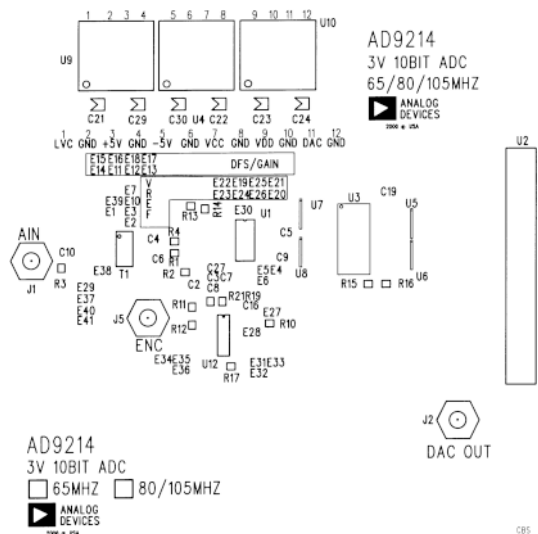 1 2 3 4 5 6 7 8 9 10 11 12 U10
U9
AD9214
3V 10BIT ADC
65/80/105MHZ
ANALOG
DEVICES
2000 © USA
C21 C29 C30 U4 C22 C23 C24
1 2 3 4 5 6 7 8 9 10 11 12
LVC GND +5V GND -5V GND VCC GND VDD GND DAC GND
U2
E15 E16 E18 E17
E14 E11 E12 E13
DFS/GAIN
VREF
E7
E22 E19 E25 E21
E23 E24 E26 E20
E39 E10
E1 E3
E2
R13 R14
E30 U1
U7
U3
C19
U5
AIN
J1
C10
R3
E38
T1
C4
R4
C6 R1
R2
C2
C27
C3 C7
C8
C5
C9
U8
E5 E4
E6
U6
R15 R16
E29
E37
E40
E41
J5
ENC
R11
R12
R21 R19
C16
E27
R10
E28
U12
E34 E35
E36
R17
E31 E33
E32
J2
DAC OUT
AD9214
3V 10BIT ADC
65MHZ 80/105MHZ
ANALOG
DEVICES
CBS